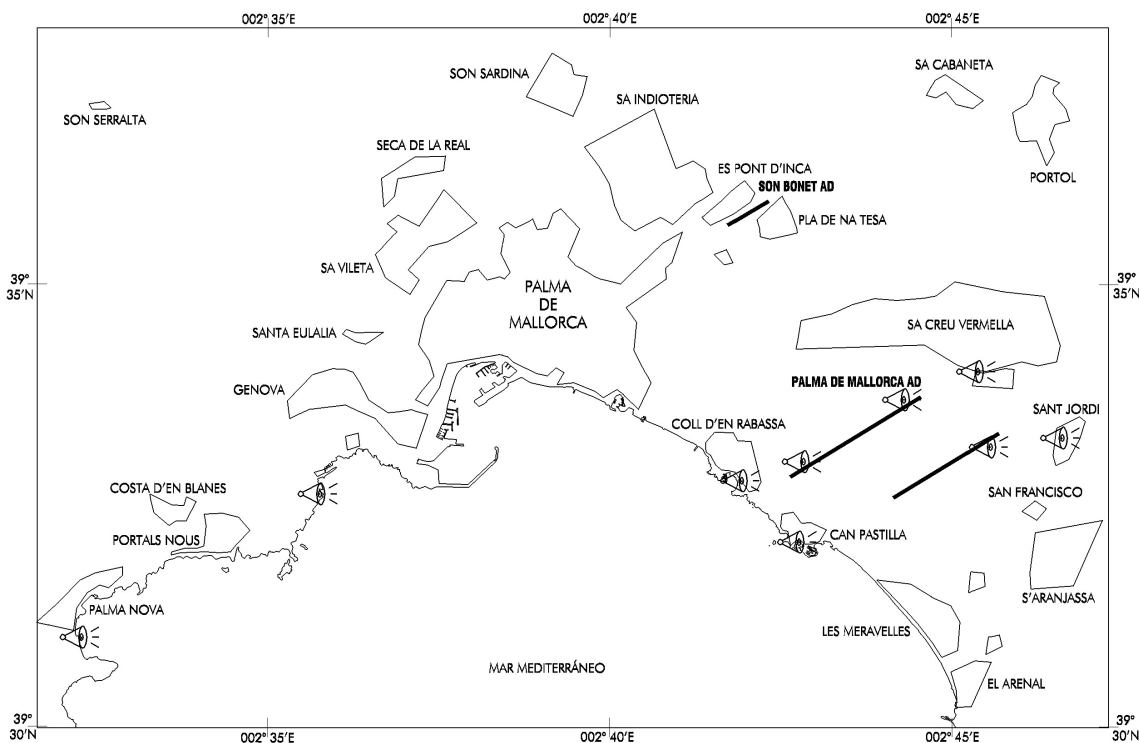 002° 35'E
002° 40'E
002° 45'E
SON SARDINA
SA CABANETA
SON SERRALTA
SA INDIOTERIA
SECA DE LA REAL
ES PONT D'INCA
SON BONET AD
PORTOL
PLA DE NA TESA
SA VILETA
39°
35'N
39°
35'N
PALMA
DE
MALLORCA
SANTA EULALIA
SA CREU VERMELLA
GENOVA
PALMA DE MALLORCA AD
COLL D'EN RABASSA
SANT JORDI
COSTA D'EN BLANES
SAN FRANCISCO
PORTALS NOUS
CAN PASTILLA
S'ARANJASSA
PALMA NOVA
LES MERAVELLES
MAR MEDITERRÁNEO
EL ARENAL
39°
30'N
39°
30'N
002° 35'E
002° 40'E
002° 45'E